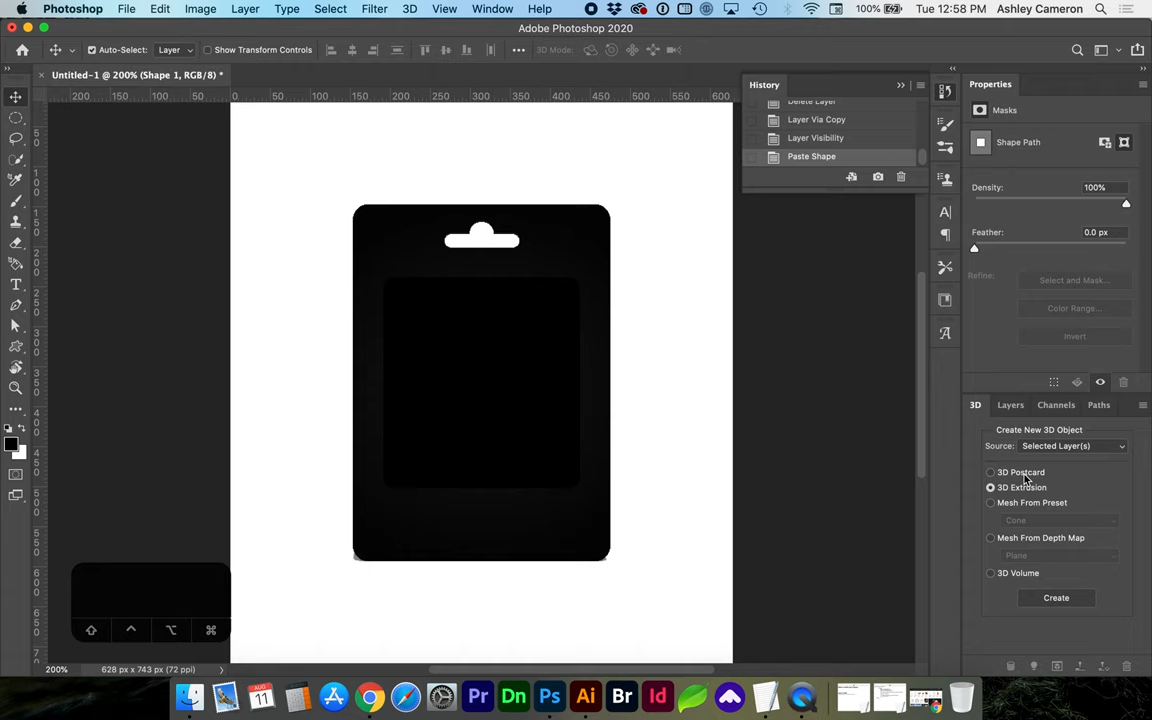 Photoshop File Edit Image Layer Type Select Filter 3D View Window Help 100% Tue 12:58 PM Ashley Cameron
Adobe Photoshop 2020
Auto-Select: Layer Show Transform Controls 3D Mode:
Untitled-1 @ 200% (Shape 1, RGB/8) *
200 150 100 50 0 50 100 150 200 250 300 350 400 450 500 550 600
History
Delete Layer
Layer Via Copy
Layer Visibility
Paste Shape
Properties
Masks
Shape Path
Density: 100%
Feather: 0.0 px
Refine: Select and Mask...
Color Range...
Invert
3D Layers Channels Paths
Create New 3D Object
Source: Selected Layer(s)
3D Postcard
3D Extrusion
Mesh From Preset
Cone
Mesh From Depth Map
Plane
3D Volume
Create
200% 628 px x 743 px (72 ppi)
AUG
11
Pr Dn Ps Ai Br Id